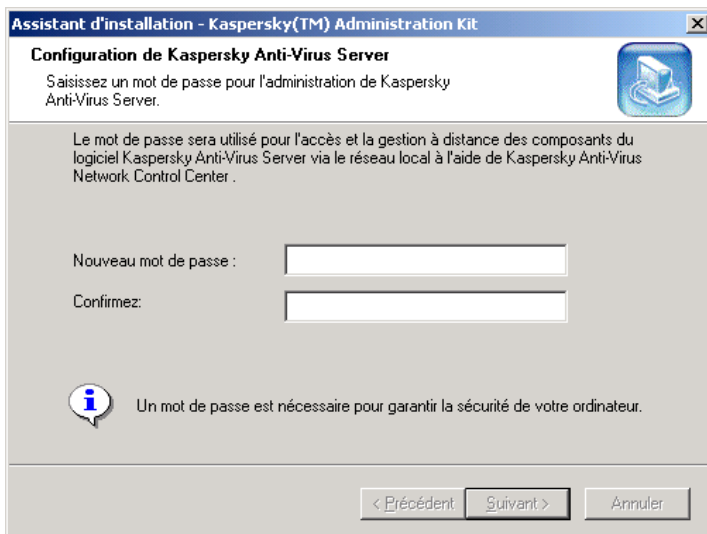 Assistant d'installation - Kaspersky(TM) Administration Kit
Configuration de Kaspersky Anti-Virus Server
Saisissez un mot de passe pour l'administration de Kaspersky
Anti-Virus Server.
Le mot de passe sera utilisé pour l'accès et la gestion à distance des composants du
logiciel Kaspersky Anti-Virus Server via le réseau local à l'aide de Kaspersky Anti-Virus
Network Control Center .
Nouveau mot de passe :
Confirmez:
Un mot de passe est nécessaire pour garantir la sécurité de votre ordinateur.
< Précédent Suivant > Annuler